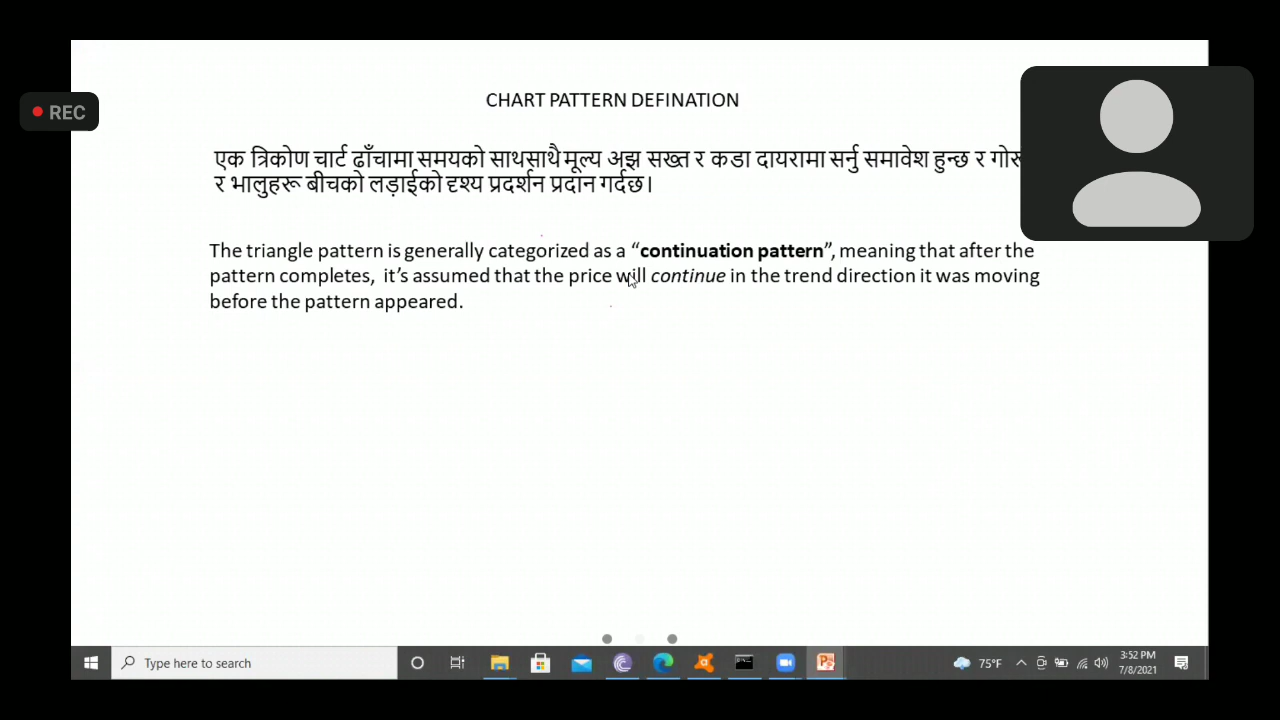 CHART PATTERN DEFINATION
REC
एक त्रिकोण चार्ट ढाँचामा समयको साथसाथै मूल्य अझ सख्त र कडा दायरामा सर्नु समावेश हुन्छ र
र भालुहरू बीचको लड़ाईको दृश्य प्रदर्शन प्रदान गर्दछ।
The triangle pattern is generally categorized as a “continuation pattern”, meaning that after the
pattern completes, it’s assumed that the price will continue in the trend direction it was moving
before the pattern appeared.
Type here to search
75°F
3:52 PM
7/8/2021